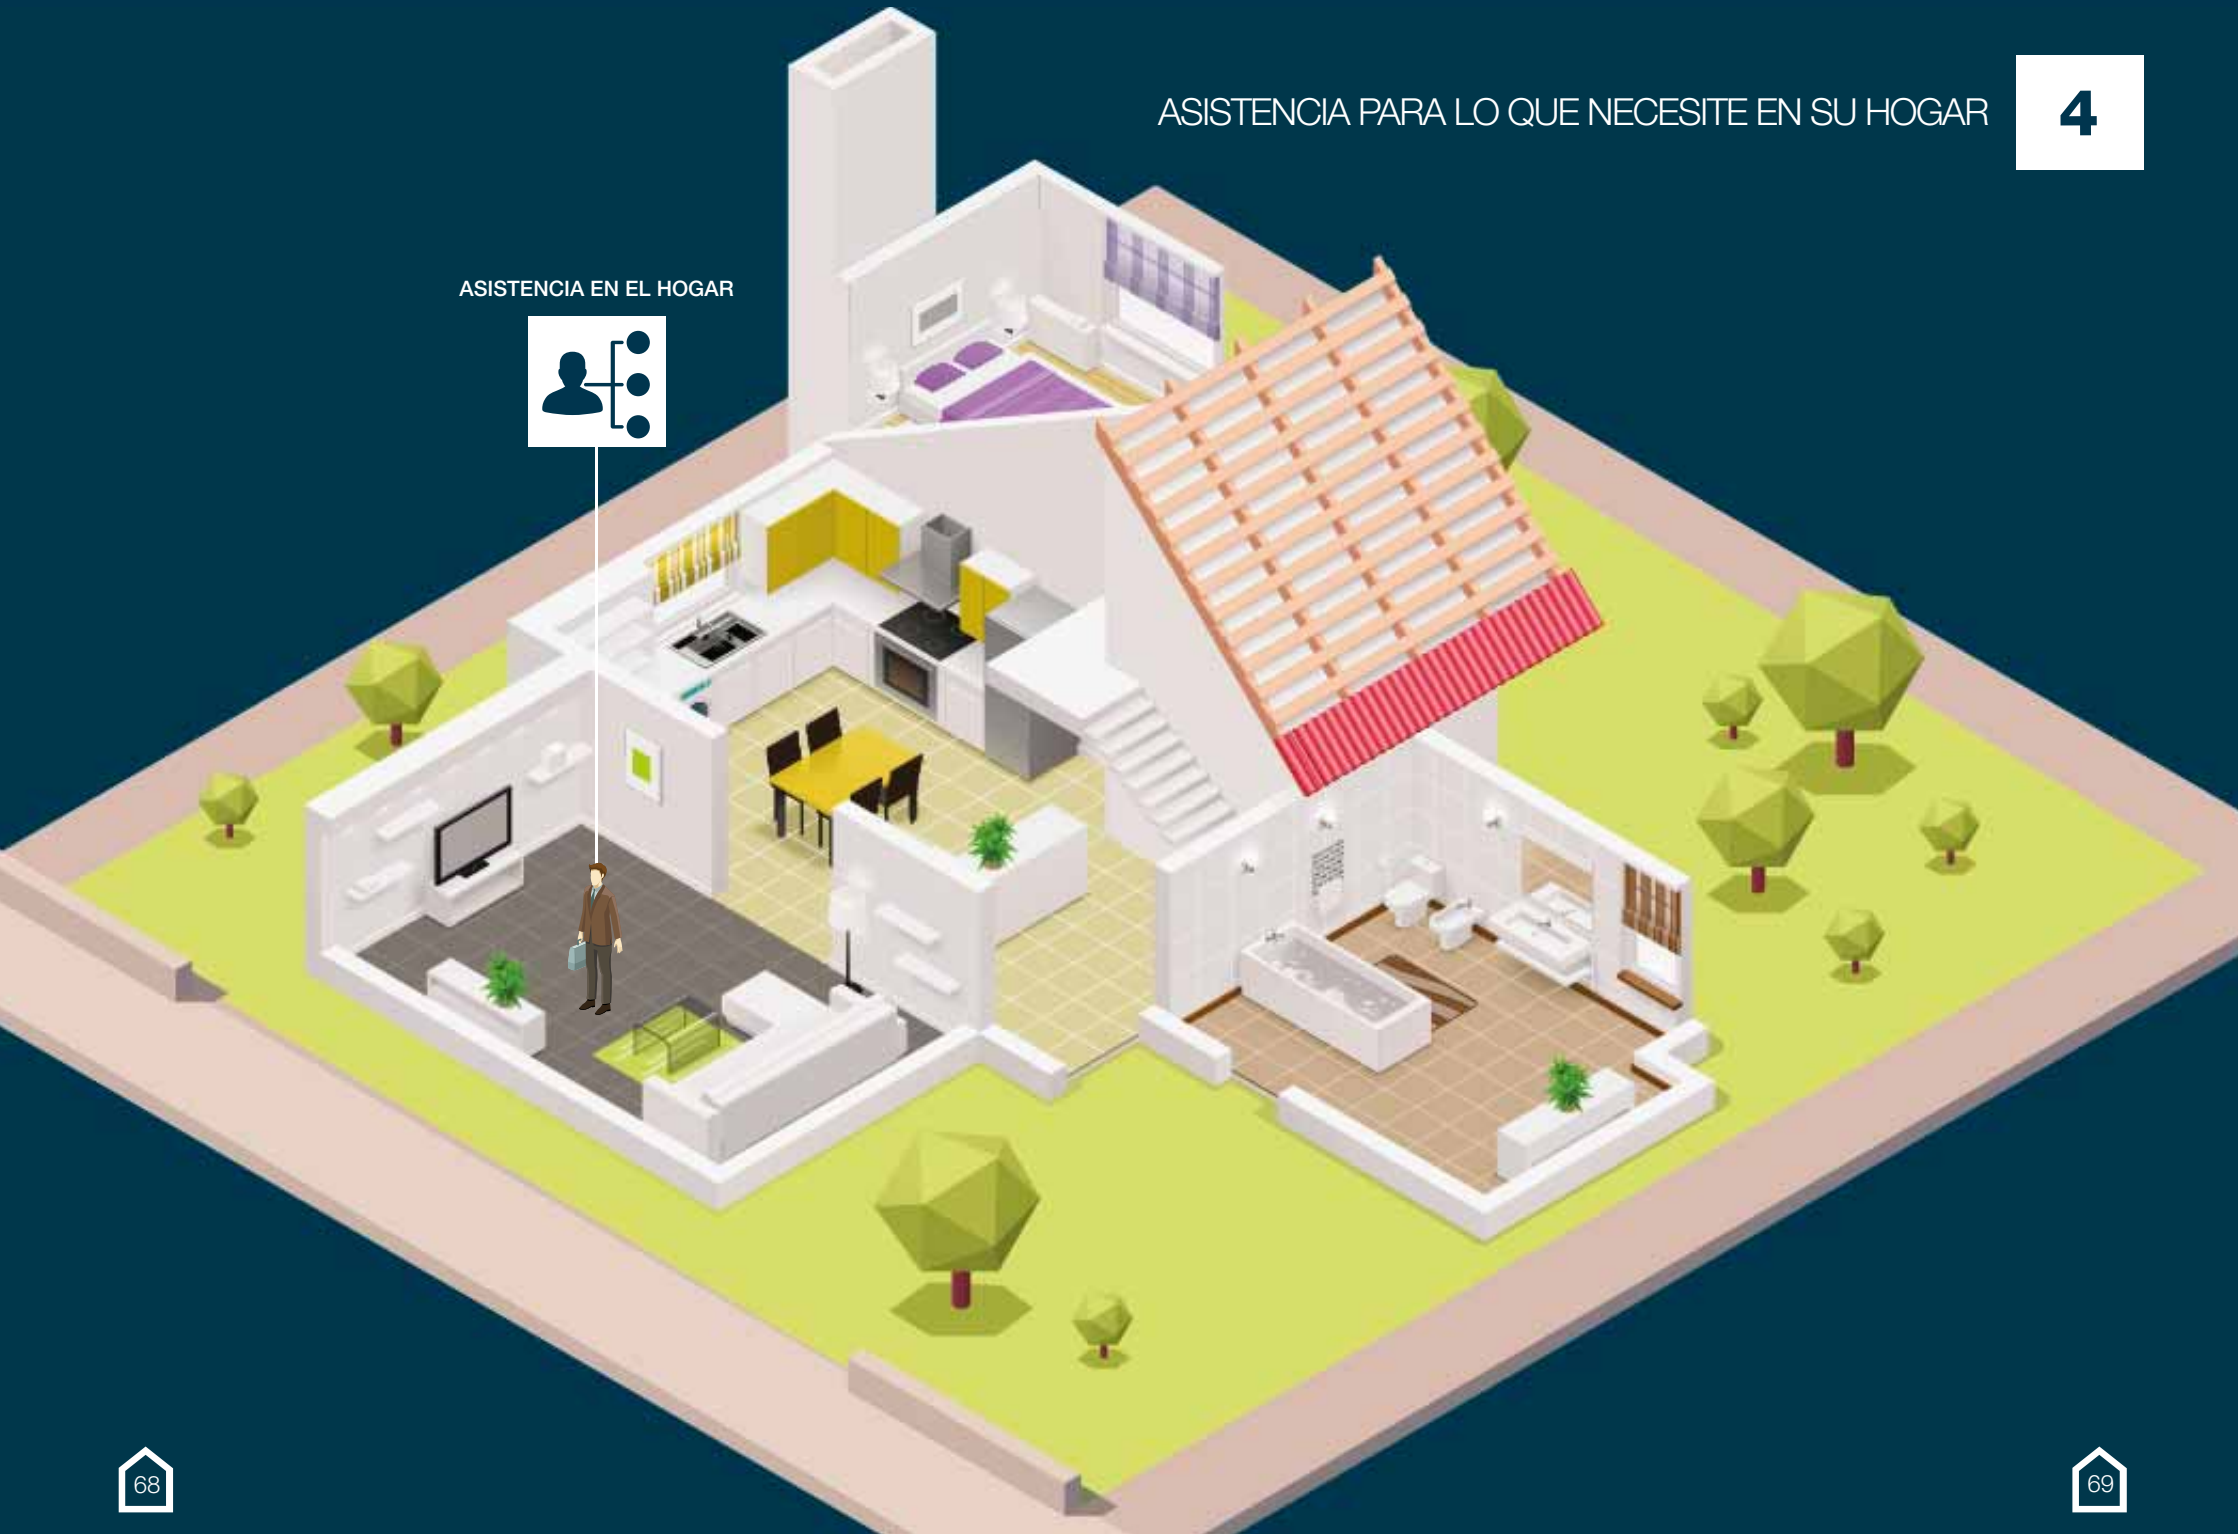 ASISTENCIA PARA LO QUE NECESITE EN SU HOGAR
4
ASISTENCIA EN EL HOGAR
68
69